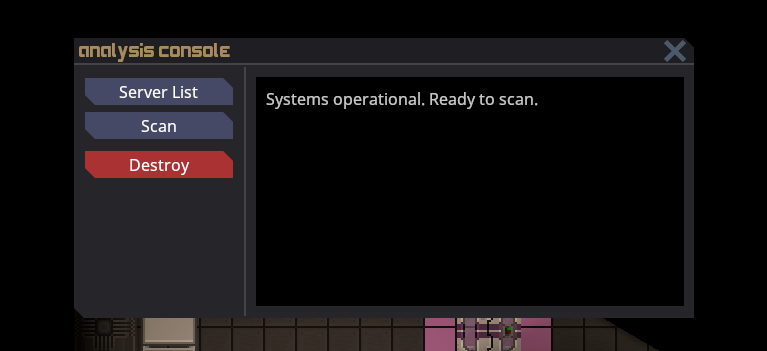 analysis console
Server List
Scan
Destroy
Systems operational. Ready to scan.